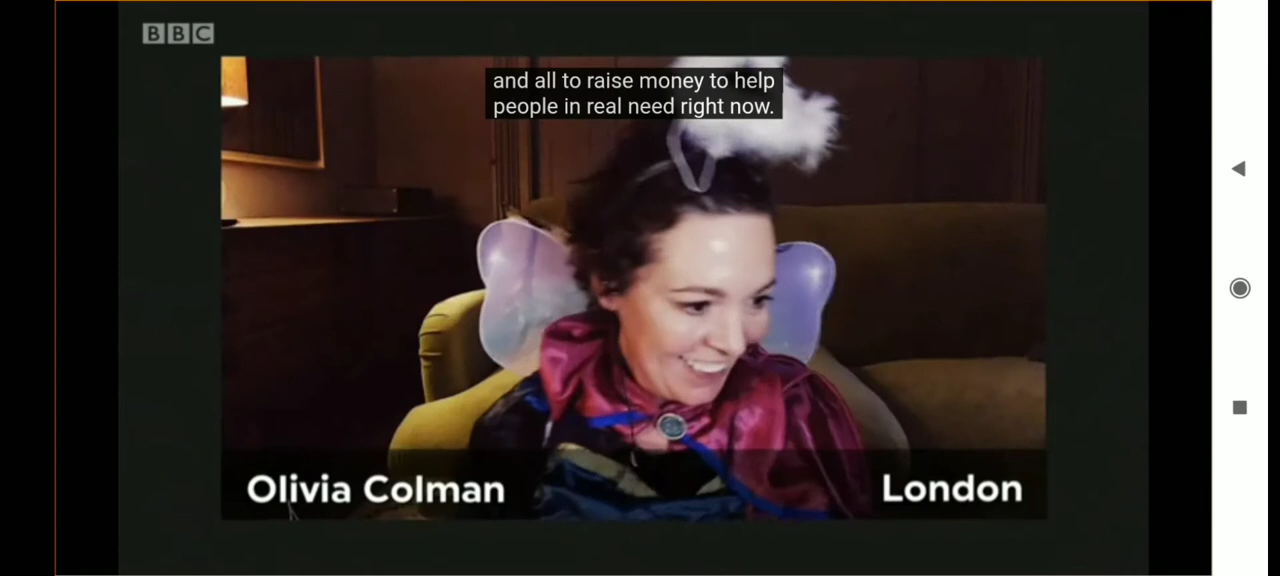 BBC
and all to raise money to help
people in real need right now.
Olivia Colman
London